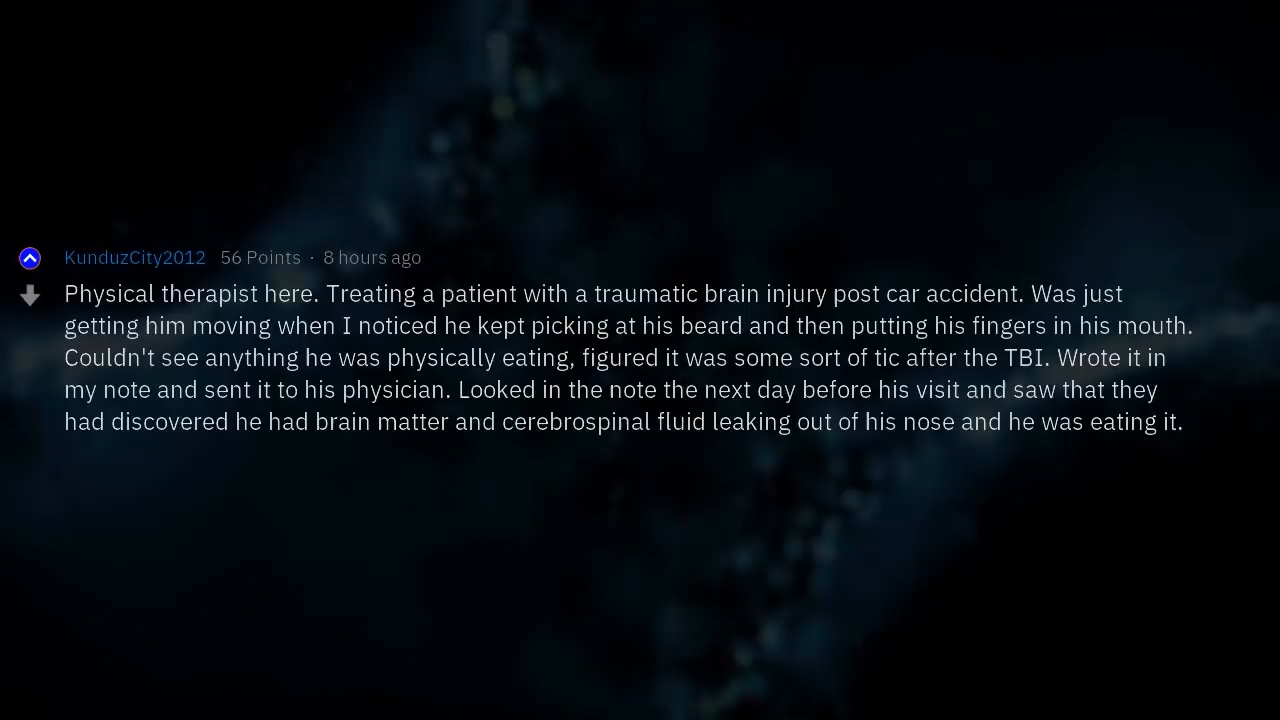 KunduzCity2012 56 Points · 8 hours ago
Physical therapist here. Treating a patient with a traumatic brain injury post car accident. Was just
getting him moving when I noticed he kept picking at his beard and then putting his fingers in his mouth.
Couldn't see anything he was physically eating, figured it was some sort of tic after the TBI. Wrote it in
my note and sent it to his physician. Looked in the note the next day before his visit and saw that they
had discovered he had brain matter and cerebrospinal fluid leaking out of his nose and he was eating it.